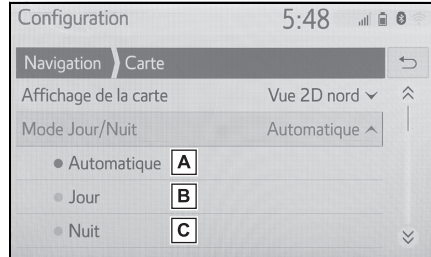 Configuration 5:48
Navigation Carte
Affichage de la carte Vue 2D nord
Mode Jour/Nuit Automatique
Automatique A
Jour B
Nuit C